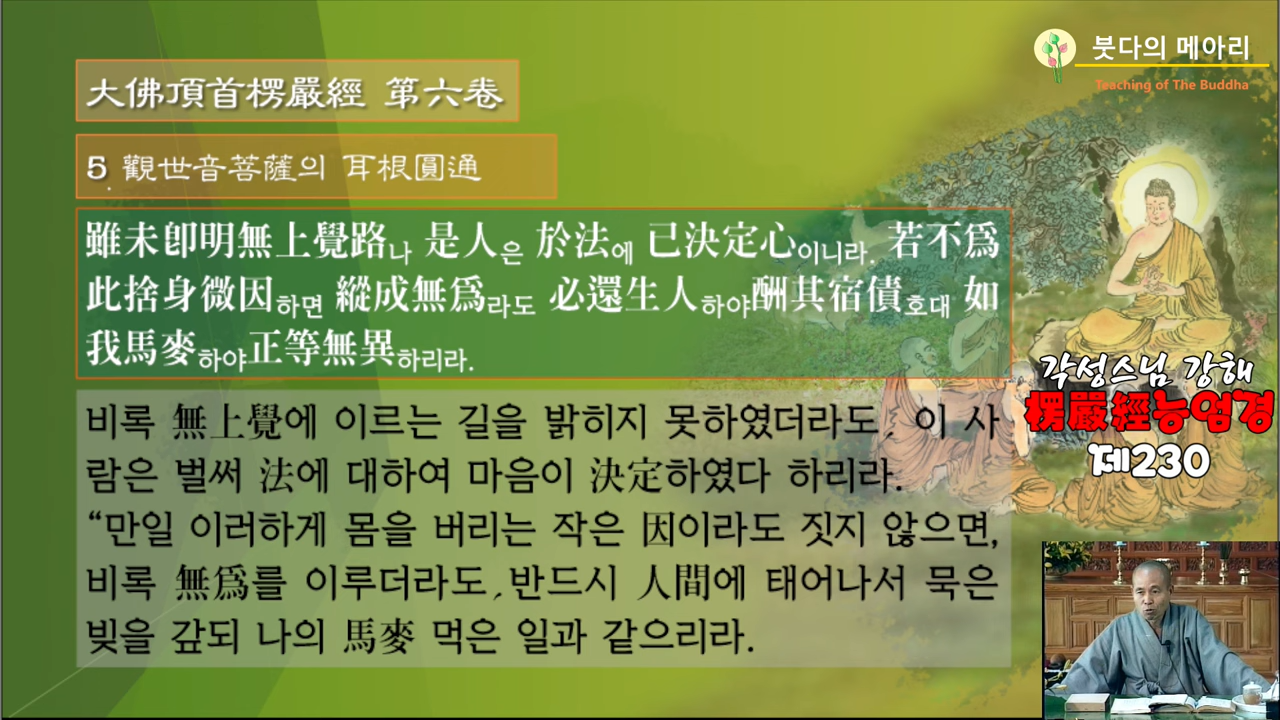 大佛頂首楞嚴經 第六卷
5. 觀世音菩薩의 耳根圓通
雖未卽明無上覺路나 是人은 於法에 已決定心이니라. 若不爲
此捨身微因하면 縱成無爲라도 必還生人하야酬其宿債호대 如
我馬麥하야正等無異하리라.
비록 無上覺에 이르는 길을 밝히지 못하였더라도, 이 사
람은 벌써 法에 대하여 마음이 決定하였다 하리라.
“만일 이러하게 몸을 버리는 작은 因이라도 짓지 않으면,
비록 無爲를 이루더라도, 반드시 人間에 태어나서 묵은
빚을 갚되 나의 馬麥 먹은 일과 같으리라.
붓다의 메아리
Teaching of The Buddha
각성스님 강해
楞嚴經능엄경
제230